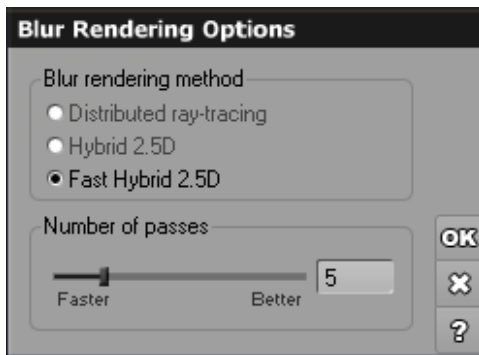 Blur Rendering Options
Blur rendering method
Distributed ray-tracing
Hybrid 2.5D
Fast Hybrid 2.5D
Number of passes
5
Faster Better
OK
?